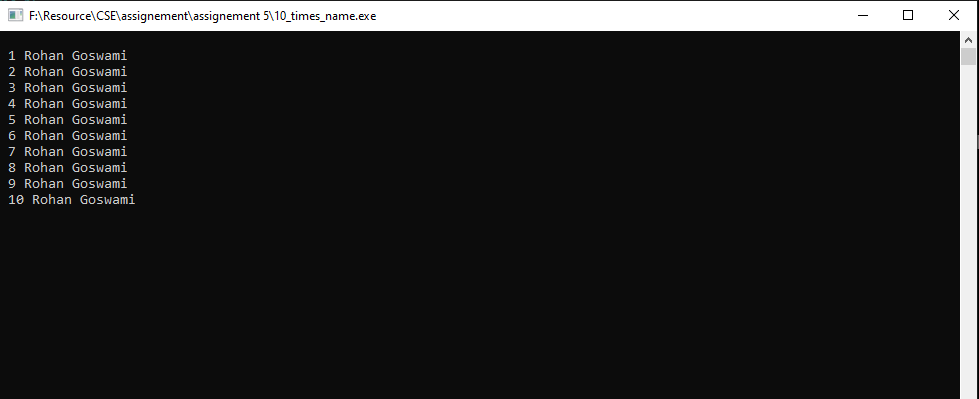 F:\Resource\CSE\assignement\assignement 5\10_times_name.exe
1 Rohan Goswami
2 Rohan Goswami
3 Rohan Goswami
4 Rohan Goswami
5 Rohan Goswami
6 Rohan Goswami
7 Rohan Goswami
8 Rohan Goswami
9 Rohan Goswami
10 Rohan Goswami